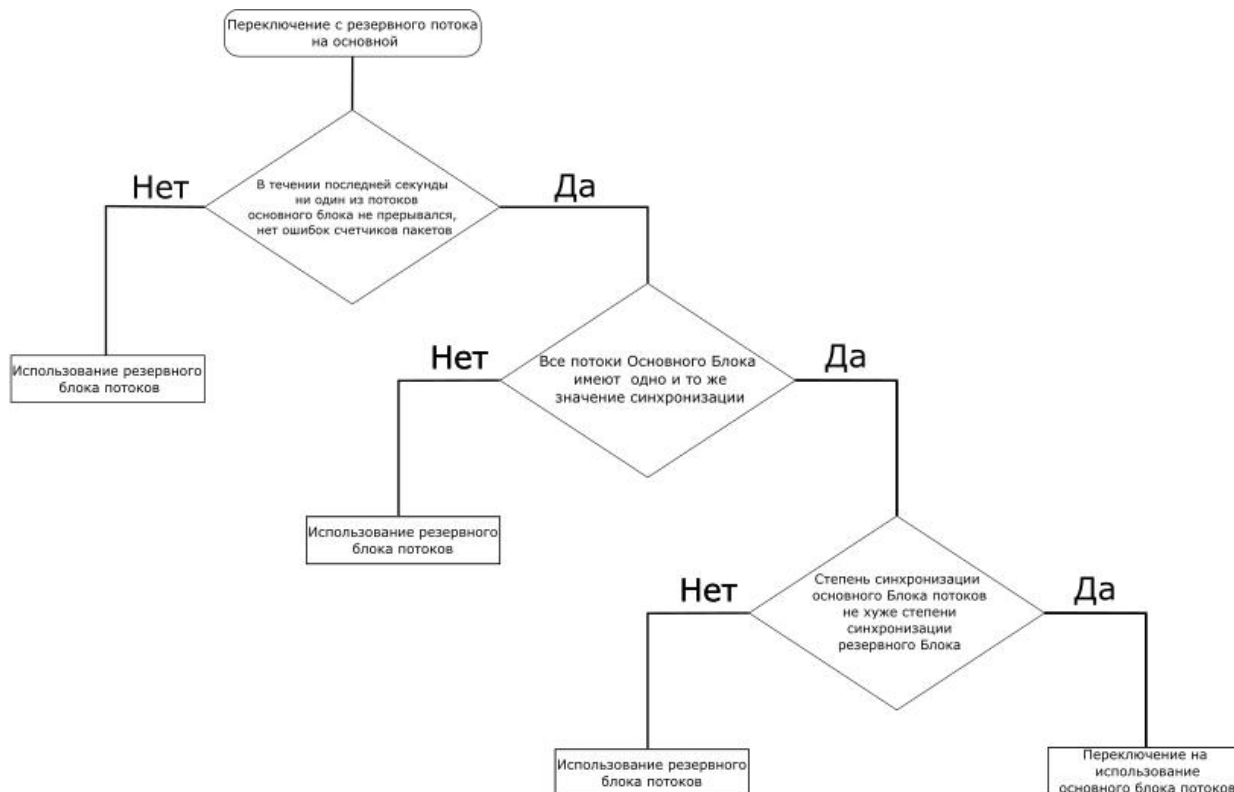 Переключение с резервного потока
на основной
Нет
Да
В течении последней секунды
ни один из потоков
основного блока не прерывался,
нет ошибок счетчиков пакетов
Использование резервного
блока потоков
Нет
Да
Все потоки Основного Блока
имеют одно и то же
значение синхронизации
Использование резервного
блока потоков
Нет
Да
Степень синхронизации
основного Блока потоков
не хуже степени
синхронизации
резервного Блока
Использование резервного
блока потоков
Переключение на
использование
основного блока потоков